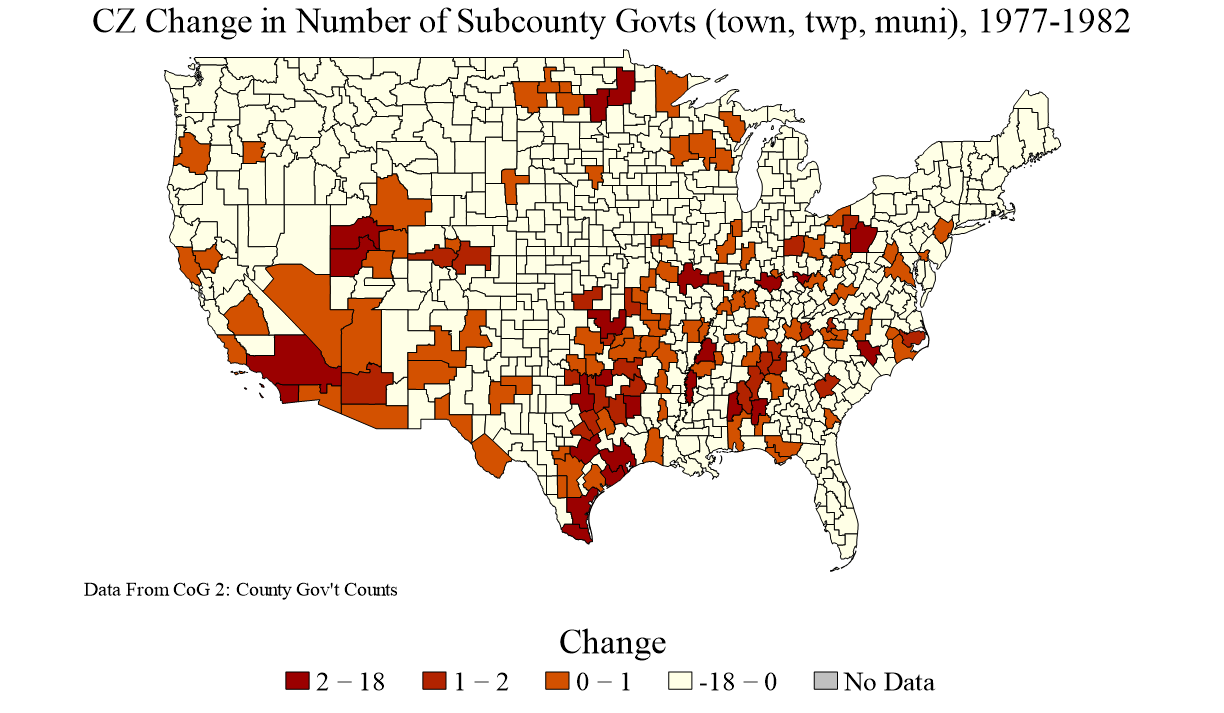 CZ Change in Number of Subcounty Govts (town, twp, muni), 1977-1982
Data From CoG 2: County Gov't Counts
Change
2 − 18 1 − 2 0 − 1 -18 − 0 No Data